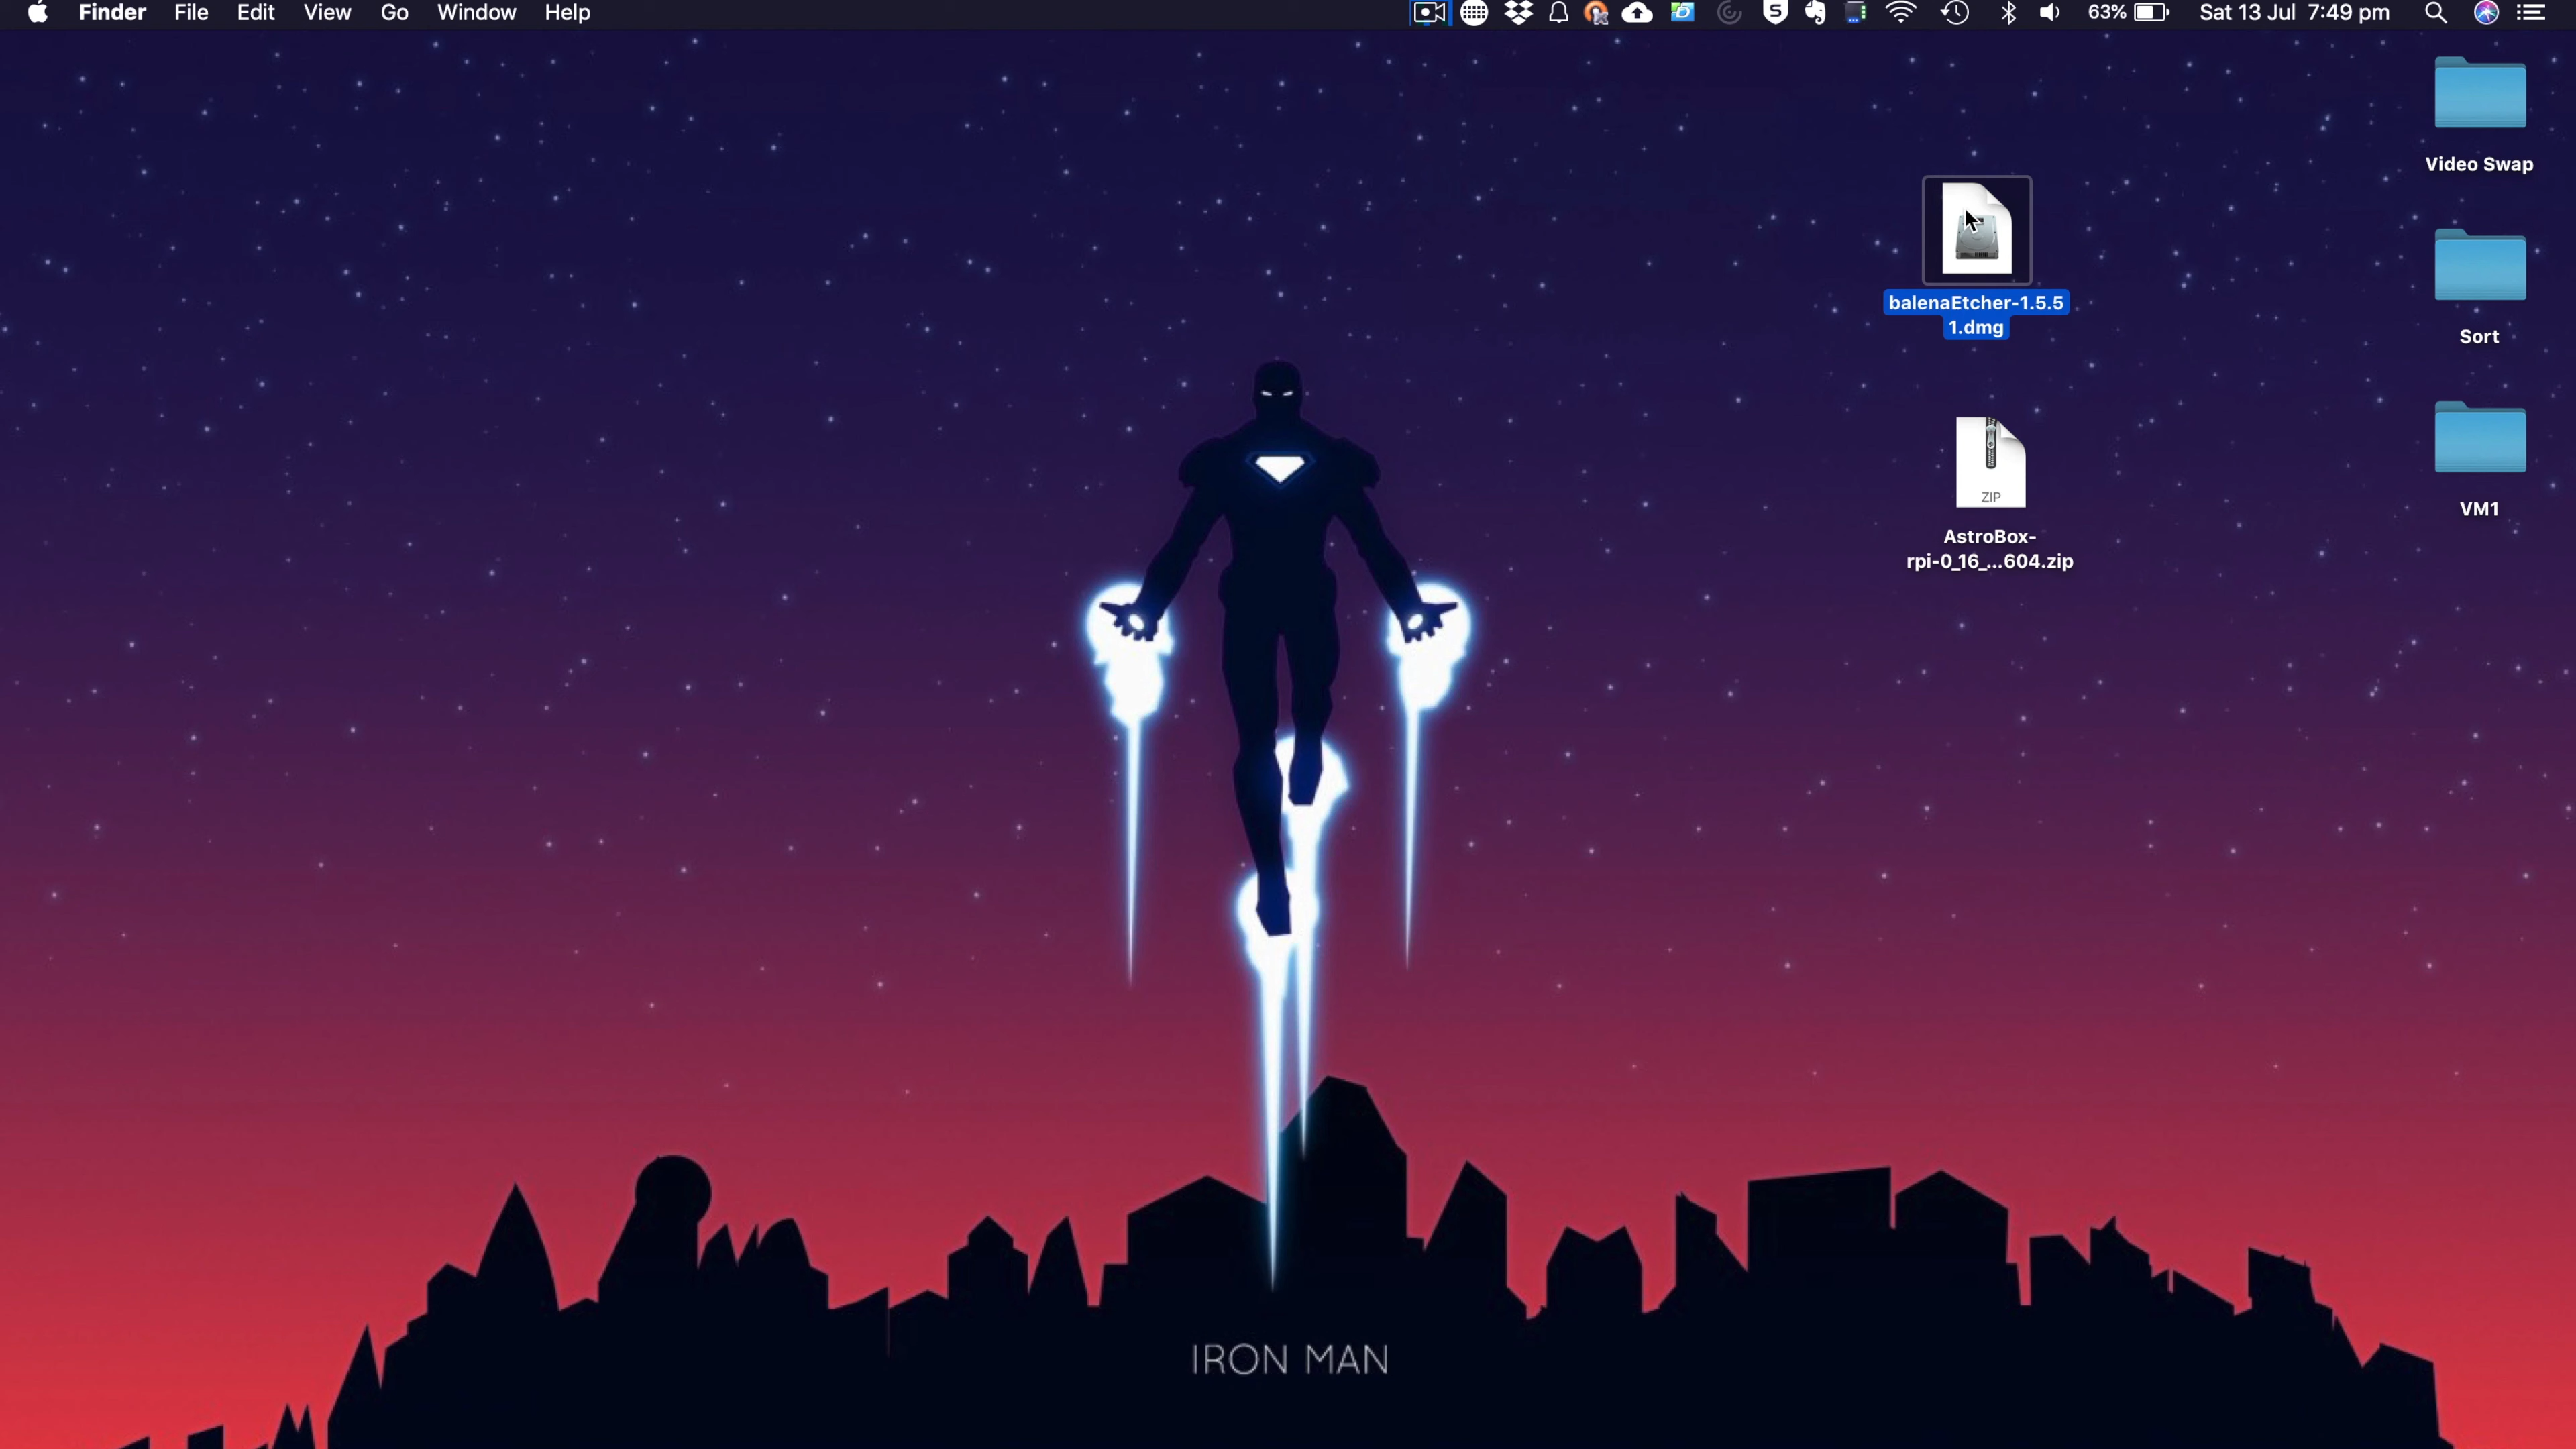 Finder File Edit View Go Window Help 63% Sat 13 Jul 7:49 pm
Video Swap
balenaEtcher-1.5.5
1.dmg
Sort
ZIP
AstroBox-
rpi-0_16_...604.zip
VM1
IRON MAN